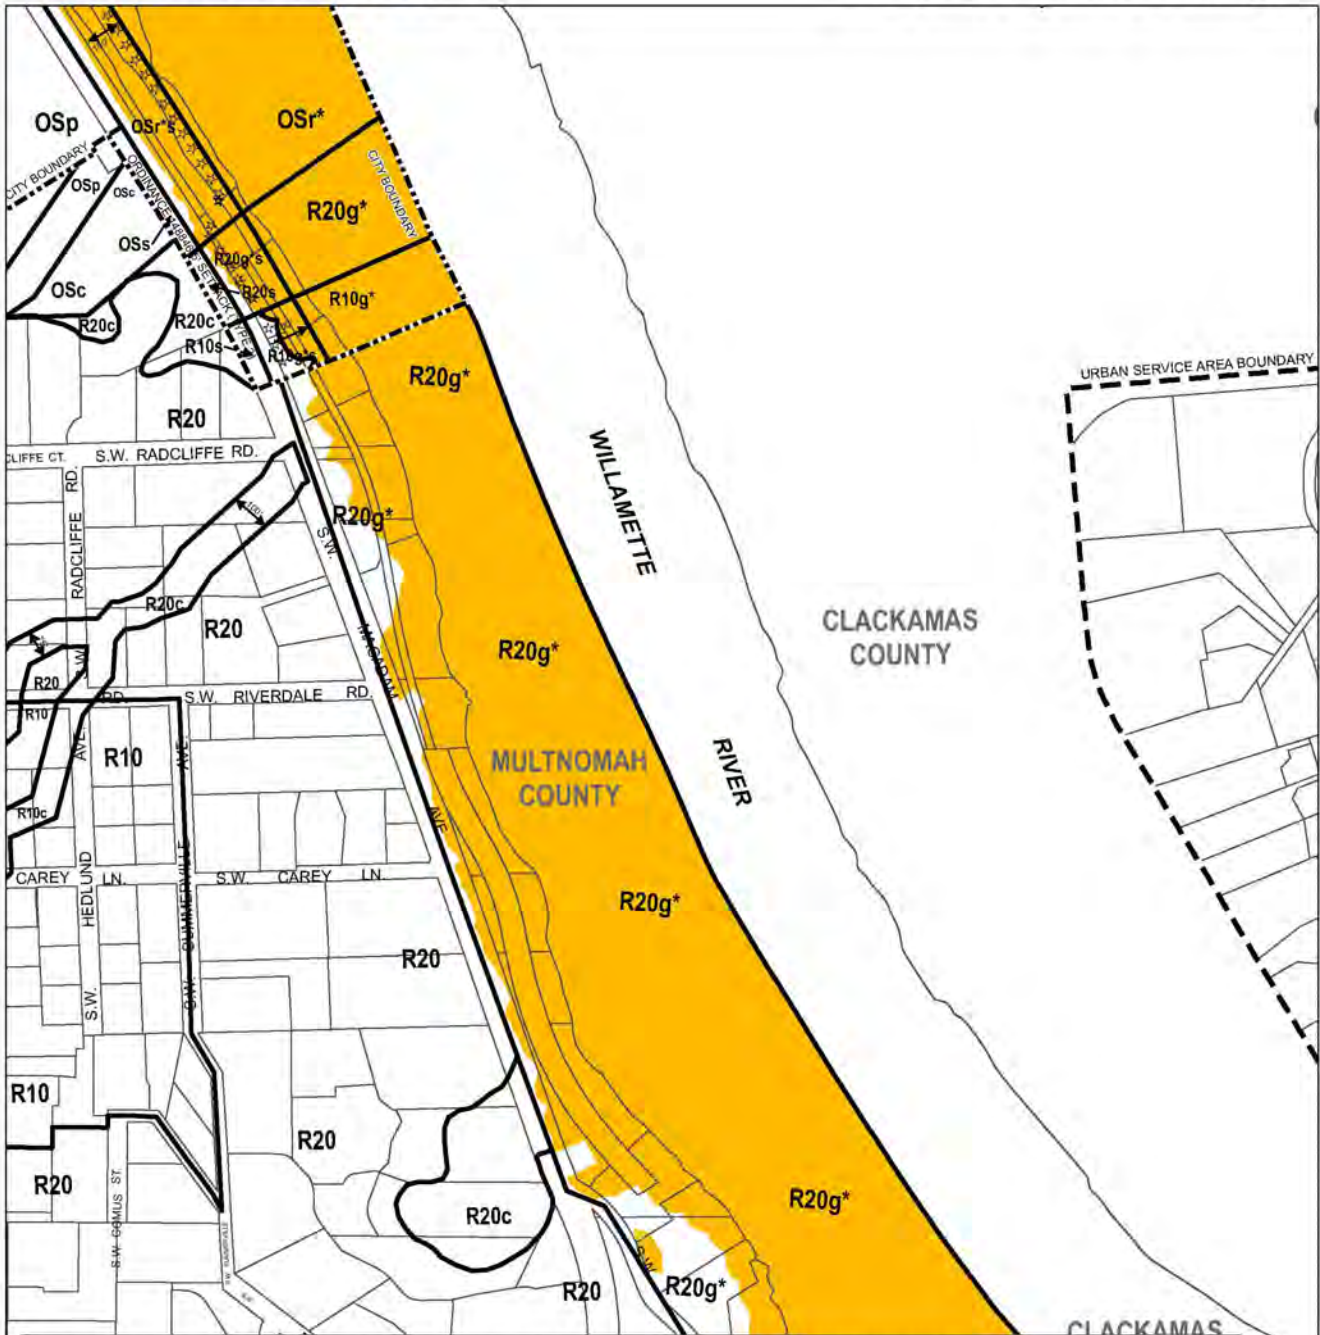 OSp
OSr*s
OSr*
CITY BOUNDARY
OSp
OSc
R20g*
CITY BOUNDARY
OSs
R20g*s
OSc
R20s
R10g*
R20c
R20c
R10s
R20g*
URBAN SERVICE AREA BOUNDARY
R20
CLIFFE CT.
S.W. RADCLIFFE RD.
WILLAMETTE
RADCLIFFE RD.
100'
R20g*
S.W.
R20c
R20
CLACKAMAS
COUNTY
R20g*
S.W.
MACADAM
R20
RD.
S.W. RIVERDALE RD.
R10
R10
AVE.
AVE.
MULTNOMAH
COUNTY
RIVER
R10c
AVE.
CAREY LN.
S.W. CAREY LN.
HEDLUND
SUMMERVILLE
R20g*
R20
S.W.
S.W.
R10
R20
R20
S.W. COMUS ST.
R20c
R20g*
S.W.
R20
R20g*
CLACKAMAS